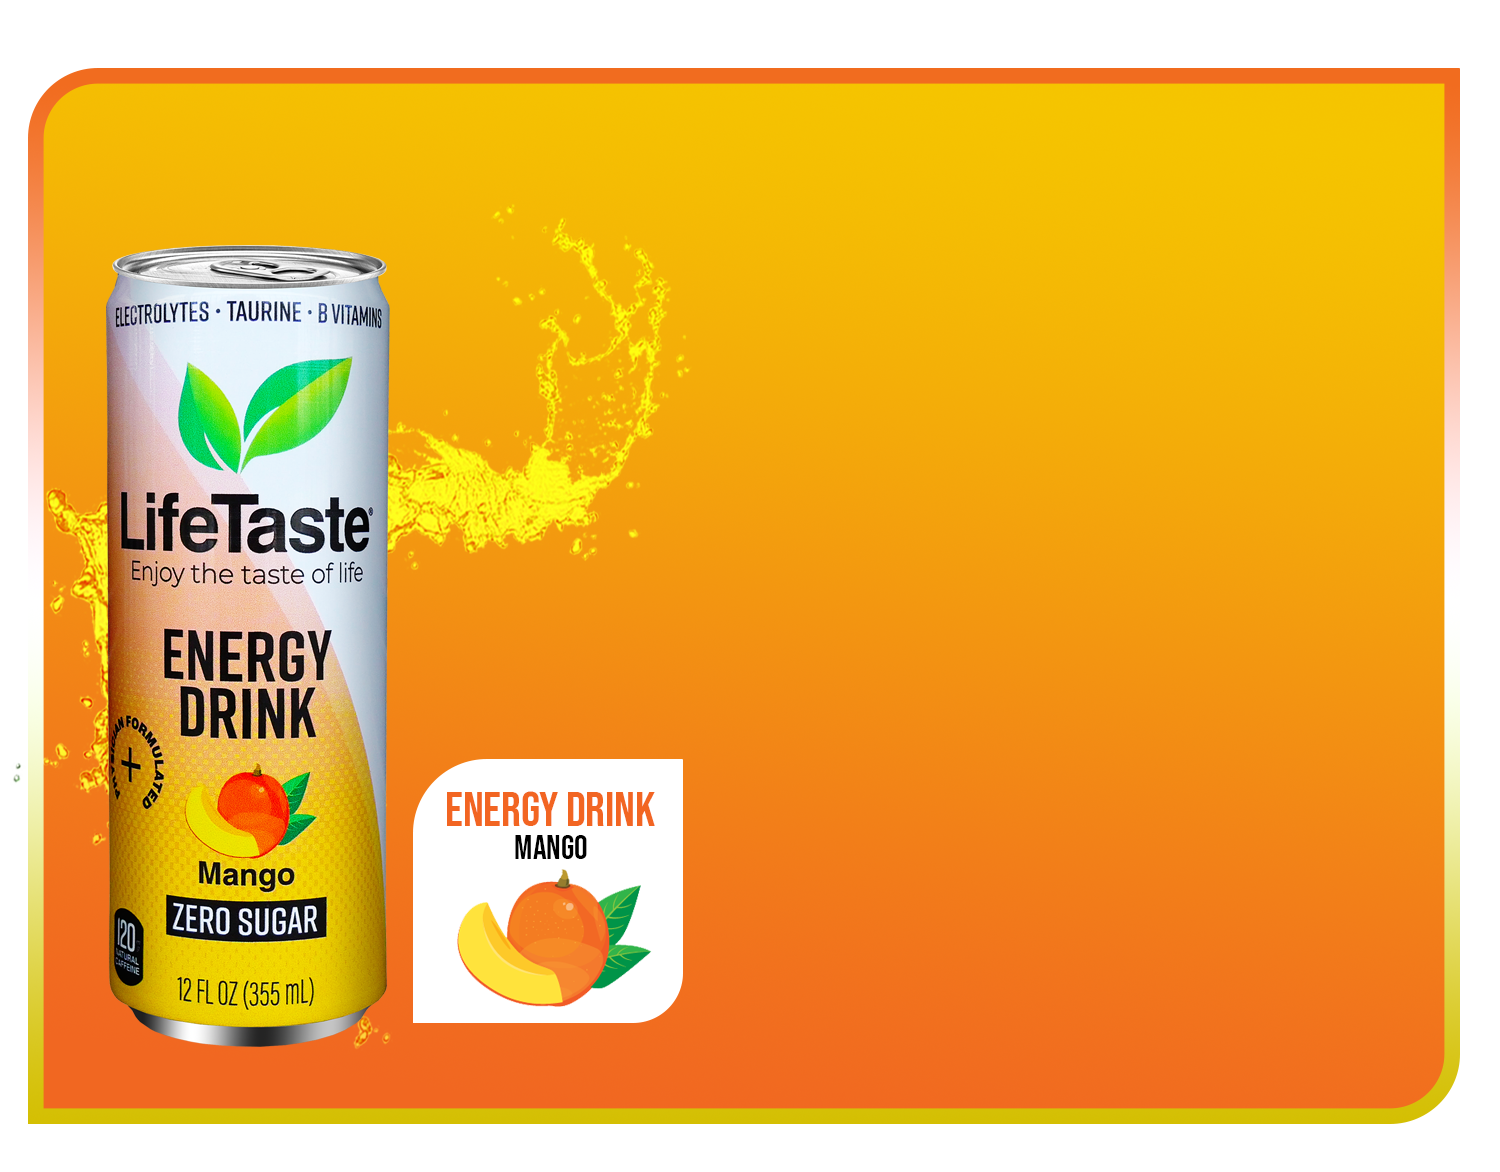 ELECTROLYTES • TAURINE • B VITAMINS
LifeTaste®
Enjoy the taste of life
ENERGY
DRINK
FORMULATED
Mango
ZERO SUGAR
120
NATURAL
CAFFEINE
12 FL OZ (355 mL)
ENERGY DRINK
MANGO